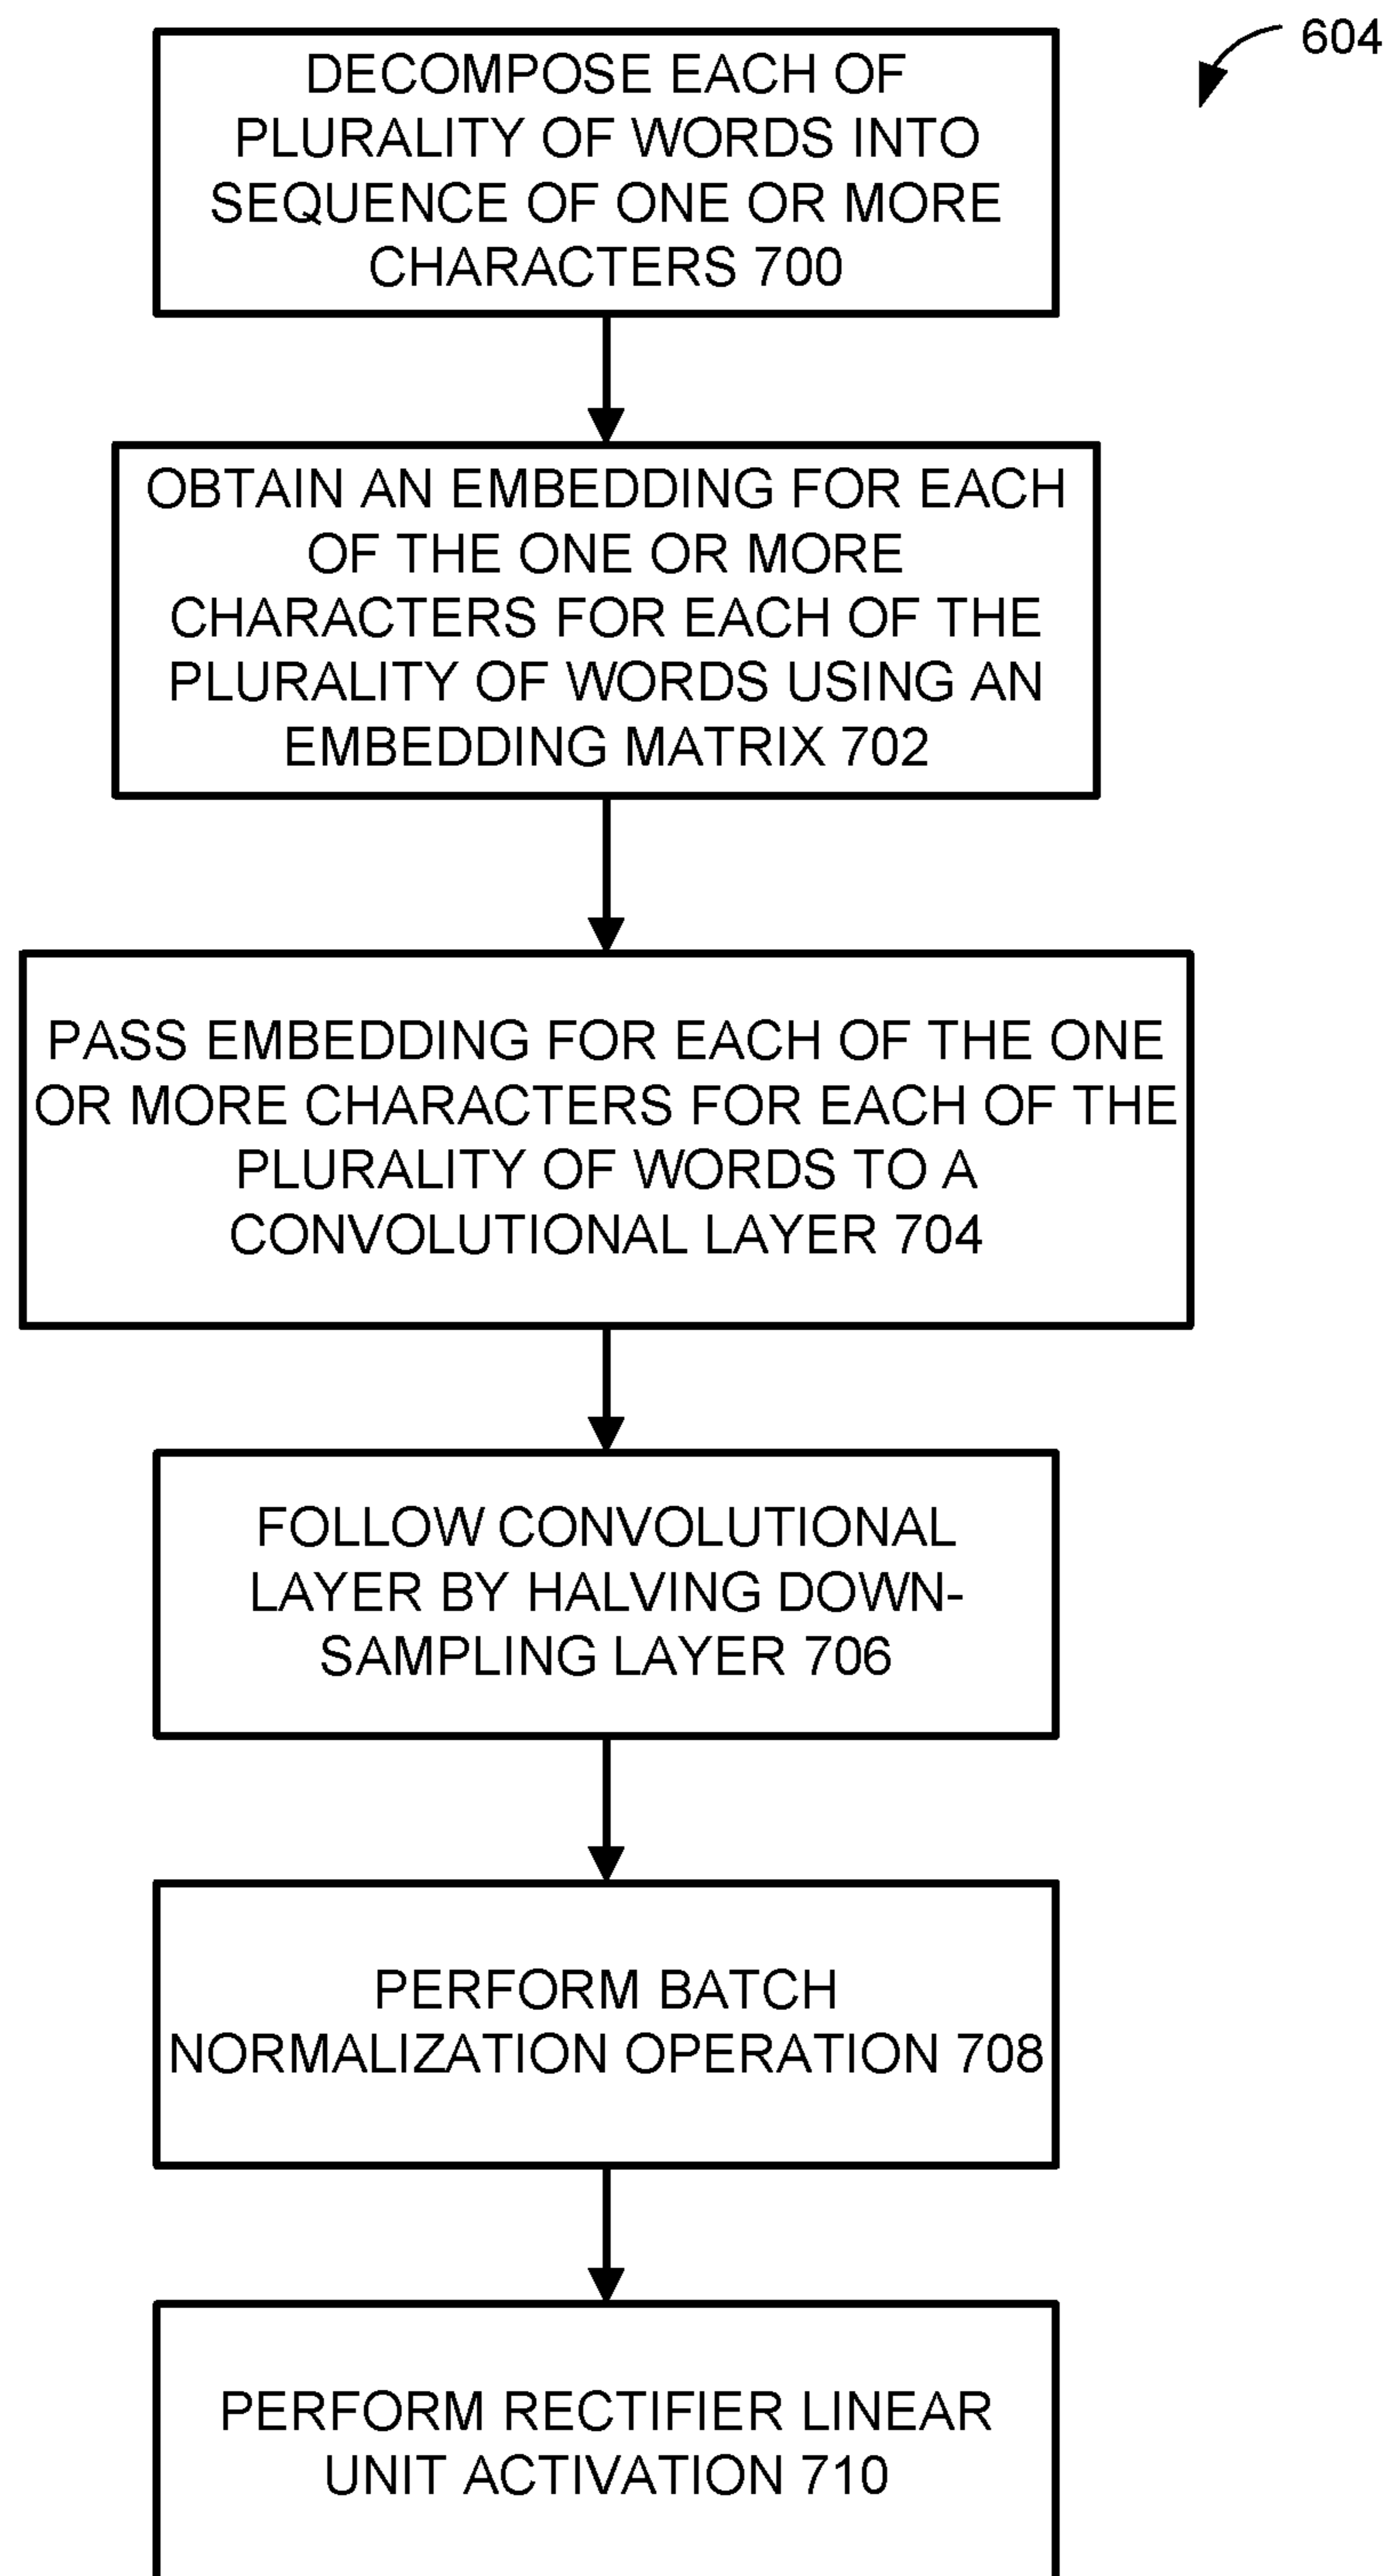 604
DECOMPOSE EACH OF
PLURALITY OF WORDS INTO
SEQUENCE OF ONE OR MORE
CHARACTERS 700
OBTAIN AN EMBEDDING FOR EACH
OF THE ONE OR MORE
CHARACTERS FOR EACH OF THE
PLURALITY OF WORDS USING AN
EMBEDDING MATRIX 702
PASS EMBEDDING FOR EACH OF THE ONE
OR MORE CHARACTERS FOR EACH OF THE
PLURALITY OF WORDS TO A
CONVOLUTIONAL LAYER 704
FOLLOW CONVOLUTIONAL
LAYER BY HALVING DOWN-
SAMPLING LAYER 706
PERFORM BATCH
NORMALIZATION OPERATION 708
PERFORM RECTIFIER LINEAR
UNIT ACTIVATION 710